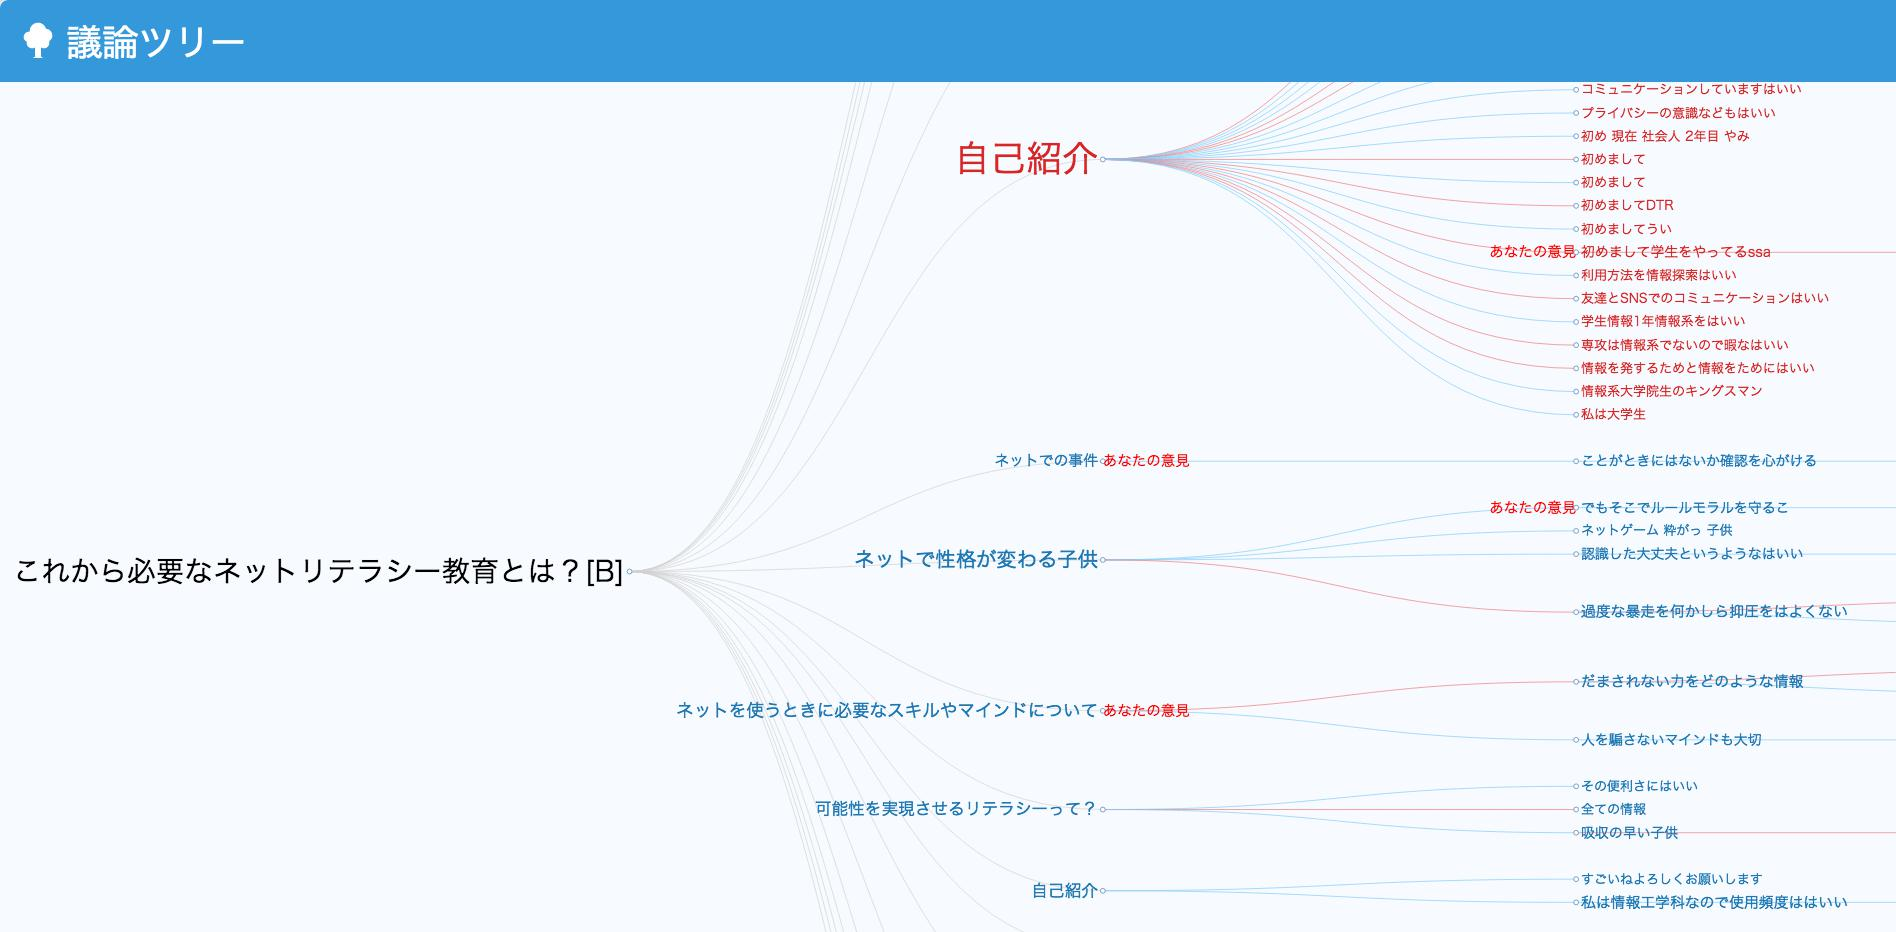 議論ツリー
これから必要なネットリテラシー教育とは？[B]
自己紹介
コミュニケーションしていますはいい
プライバシーの意識などもはいい
初め 現在 社会人 2年目 やみ
初めまして
初めまして
初めましてDTR
初めましてうい
あなたの意見 初めまして学生をやってるssa
利用方法を情報探索はいい
友達とSNSでのコミュニケーションはいい
学生情報1年情報系をはいい
専攻は情報系でないので暇なはいい
情報を発するためと情報をためにはいい
情報系大学院生のキングスマン
私は大学生
ネットでの事件 あなたの意見
ことがときにはないか確認を心がける
ネットで性格が変わる子供
あなたの意見 でもそこでルールモラルを守るこ
ネットゲーム 粋がっ 子供
認識した大丈夫というようなはいい
過度な暴走を何かしら抑圧をはよくない
ネットを使うときに必要なスキルやマインドについて あなたの意見
だまされない力をどのような情報
人を騙さないマインドも大切
可能性を実現させるリテラシーって？
その便利さにはいい
全ての情報
吸収の早い子供
自己紹介
すごいねよろしくお願いします
私は情報工学科なので使用頻度ははいい